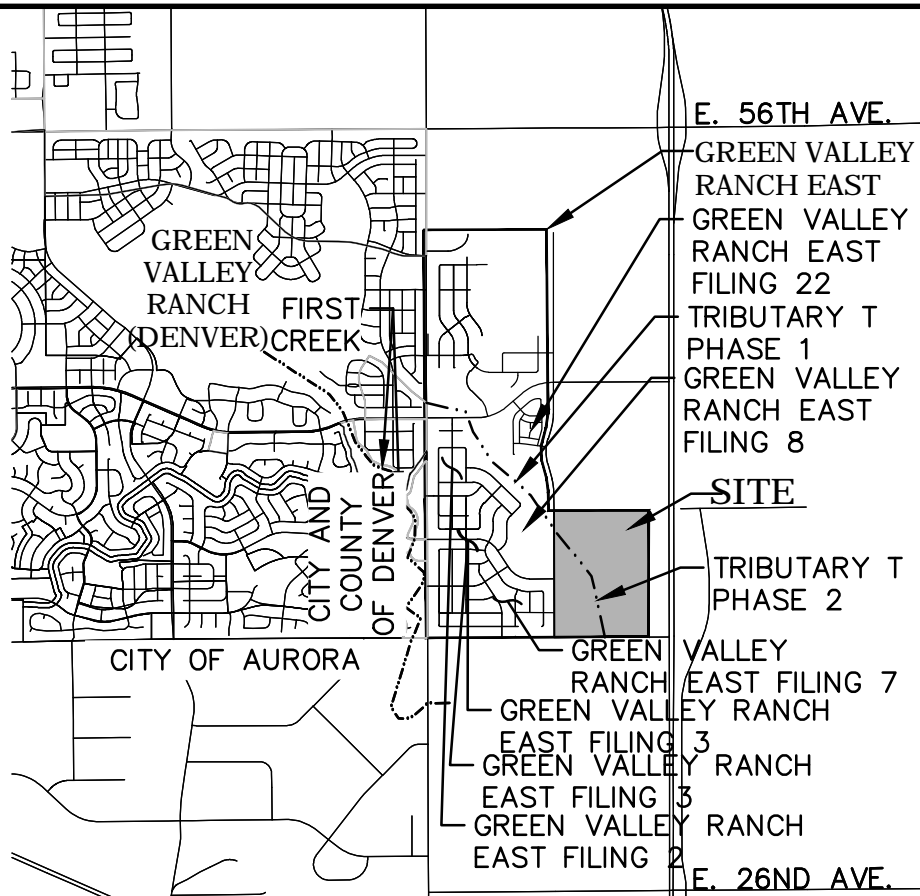 E. 56TH AVE.
GREEN VALLEY
RANCH EAST
GREEN VALLEY
RANCH EAST
FILING 22
TRIBUTARY T
PHASE 1
GREEN VALLEY
RANCH EAST
FILING 8
SITE
TRIBUTARY T
PHASE 2
GREEN
VALLEY
RANCH
(DENVER)
FIRST
CREEK
CITY AND
COUNTY
OF DENVER
CITY OF AURORA
GREEN VALLEY
RANCH EAST FILING 7
GREEN VALLEY RANCH
EAST FILING 3
GREEN VALLEY RANCH
EAST FILING 3
GREEN VALLEY RANCH
EAST FILING 2
E. 26ND AVE.